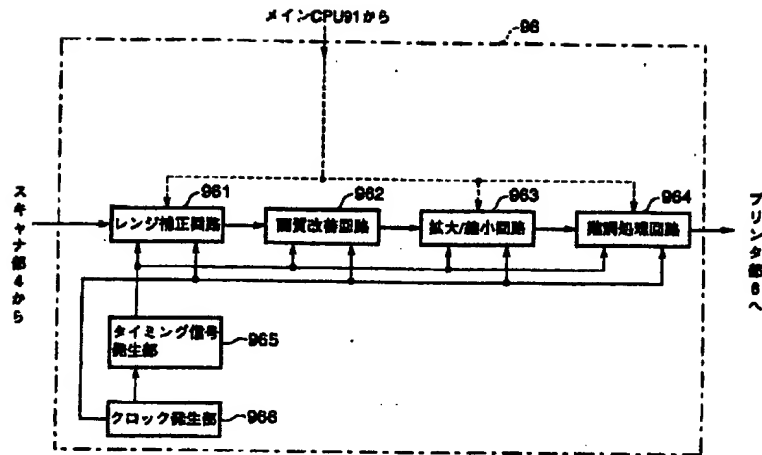 メインCPU91から
96
スキャナ部4から
961
レンジ補正回路
962
画質改善回路
963
拡大/縮小回路
964
階調処理回路
プリンタ部6へ
タイミング信号
発生部
965
クロック発生部
966